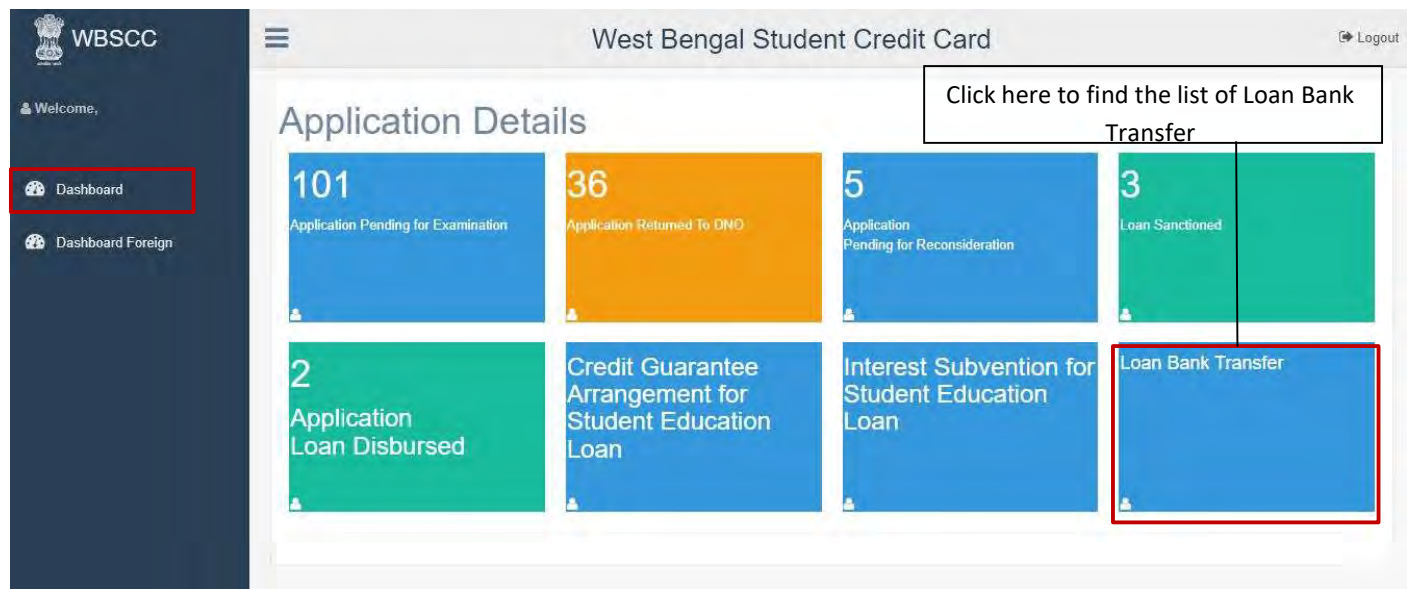 WBSCC
West Bengal Student Credit Card
Logout
Welcome,
Click here to find the list of Loan Bank
Transfer
Application Details
Dashboard
Dashboard Foreign
101
Application Pending for Examination
36
Application Returned To DNO
5
Application
Pending for Reconsideration
3
Loan Sanctioned
2
Application
Loan Disbursed
Credit Guarantee
Arrangement for
Student Education
Loan
Interest Subvention for
Student Education
Loan
Loan Bank Transfer